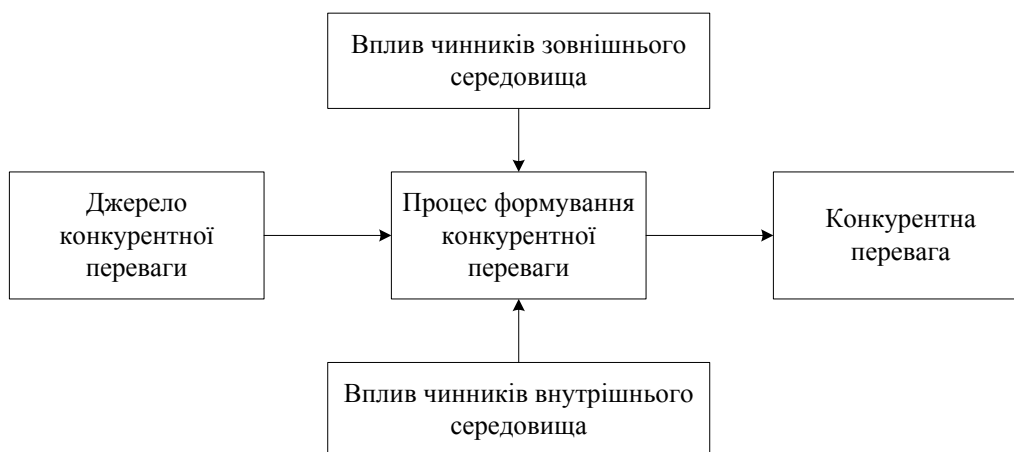 Вплив чинників зовнішнього
середовища
Джерело
конкурентної
переваги
Процес формування
конкурентної
переваги
Конкурентна
перевага
Вплив чинників внутрішнього
середовища